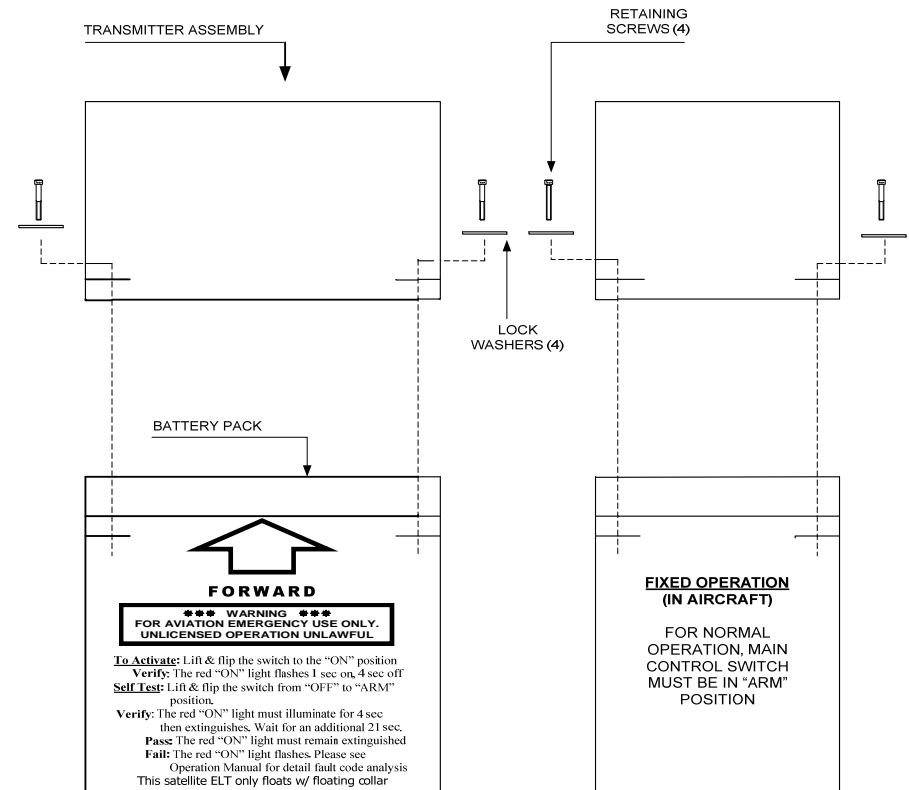 TRANSMITTER ASSEMBLY
RETAINING
SCREWS (4)
LOCK
WASHERS (4)
BATTERY PACK
FORWARD
*** WARNING ***
FOR AVIATION EMERGENCY USE ONLY.
UNLICENSED OPERATION UNLAWFUL
To Activate: Lift & flip the switch to the “ON” position
Verify: The red “ON” light flashes 1 sec on, 4 sec off
Self Test: Lift & flip the switch from “OFF” to “ARM”
position.
Verify: The red “ON” light must illuminate for 4 sec
then extinguishes. Wait for an additional 21 sec.
Pass: The red “ON” light must remain extinguished
Fail: The red “ON” light flashes. Please see
Operation Manual for detail fault code analysis
This satellite ELT only floats w/ floating collar
FIXED OPERATION
(IN AIRCRAFT)
FOR NORMAL
OPERATION, MAIN
CONTROL SWITCH
MUST BE IN “ARM”
POSITION